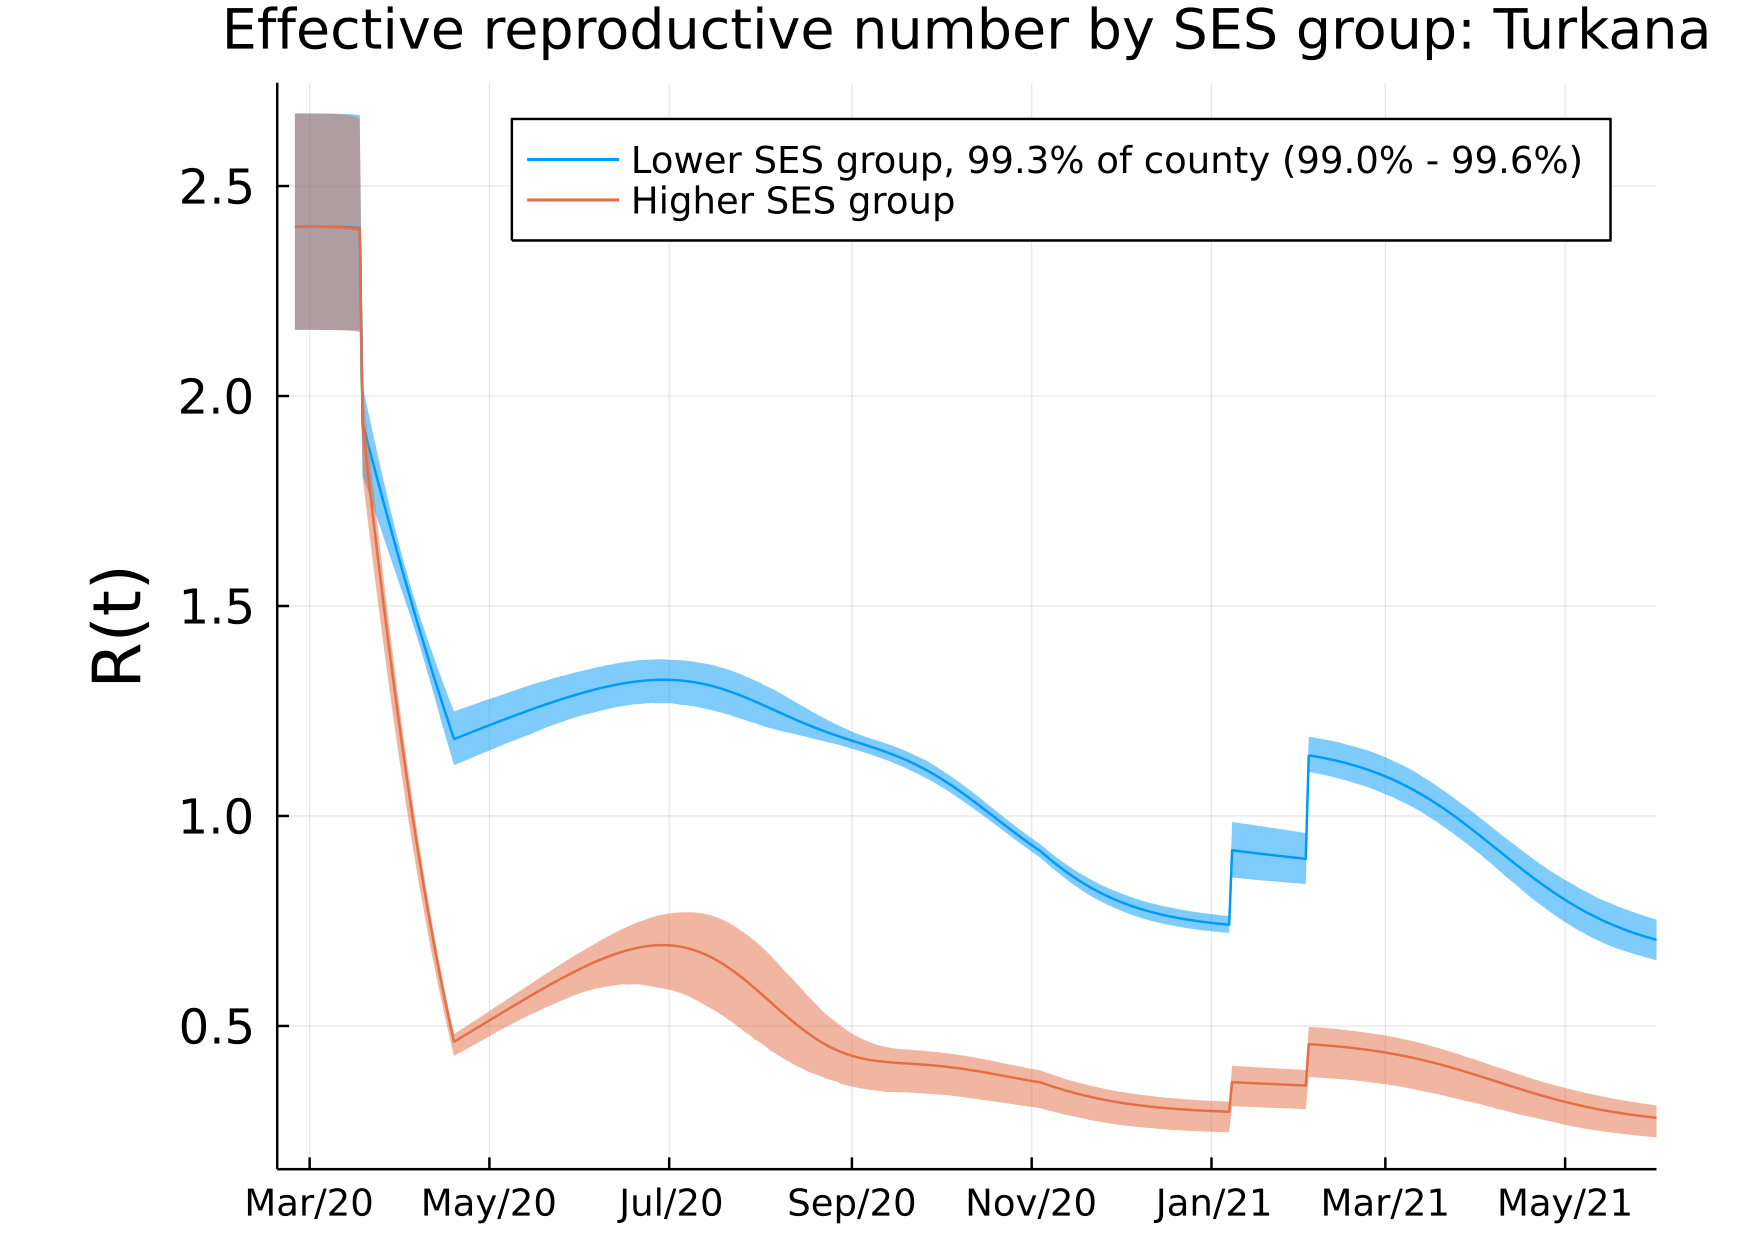 Effective reproductive number by SES group: Turkana
Lower SES group, 99.3% of county (99.0% - 99.6%)
Higher SES group
R(t)
2.5
2.0
1.5
1.0
0.5
Mar/20 May/20 Jul/20 Sep/20 Nov/20 Jan/21 Mar/21 May/21